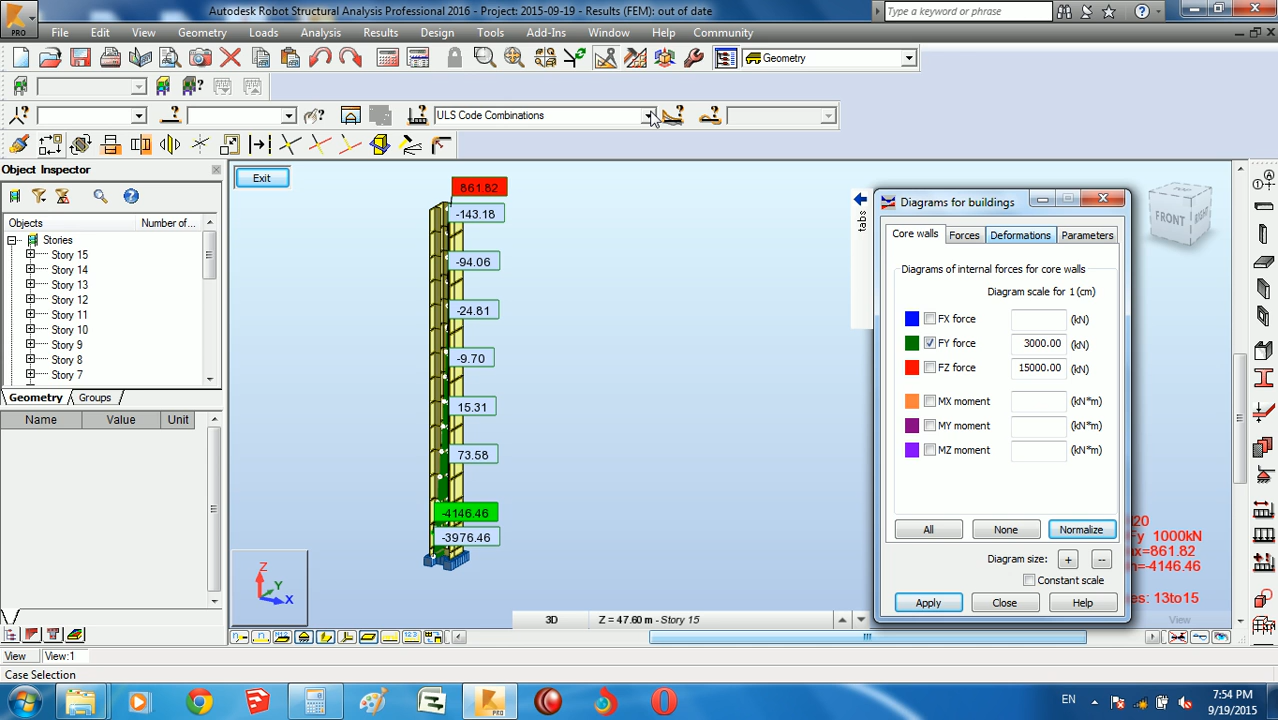 PRO
Autodesk Robot Structural Analysis Professional 2016 - Project: 2015-09-19 - Results (FEM): out of date
Type a keyword or phrase
File Edit View Geometry Loads Analysis Results Design Tools Add-Ins Window Help Community
Geometry
ULS Code Combinations
Object Inspector
Objects Number of...
Stories
Story 15
Story 14
Story 13
Story 12
Story 11
Story 10
Story 9
Story 8
Story 7
Geometry Groups
Name Value Unit
Exit
861.82
-143.18
-94.06
-24.81
-9.70
15.31
73.58
-4146.46
-3976.46
Z
Y
X
tabs
FRONT
RIGHT
Diagrams for buildings
Core walls Forces Deformations Parameters
Diagrams of internal forces for core walls
Diagram scale for 1 (cm)
FX force (kN)
FY force 3000.00 (kN)
FZ force 15000.00 (kN)
MX moment (kN*m)
MY moment (kN*m)
MZ moment (kN*m)
All None Normalize
Diagram size: + --
Constant scale
Apply Close Help
20
Fy 1000kN
x=861.82
n=-4146.46
es: 13to15
3D Z = 47.60 m - Story 15
View
View View:1
Case Selection
EN
7:54 PM
9/19/2015